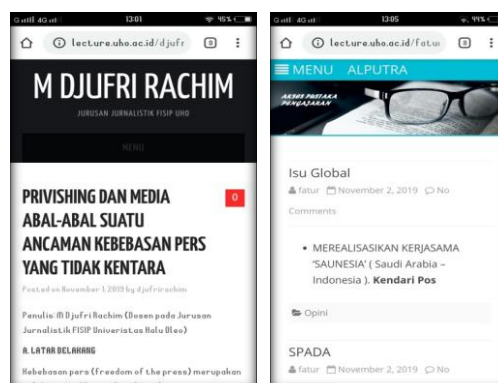 13:01
45%
lecture.uho.ac.id/djufr
M DJUFRI RACHIM
JURUSAN JURNALISTIK FISIP UHO
MENU
PRIVISHING DAN MEDIA
ABAL-ABAL SUATU
ANCAMAN KEBEBASAN PERS
YANG TIDAK KENTARA
0
Posted on November 1, 2019 by djufrirachim
Penulis: M Djufri Rachim (Dosen pada Jurusan
Jurnalistik FISIP Univeristas Halu Oleo)
A. LATAR BELAKANG
Kebebasan pers (freedom of the press) merupakan
13:05
44%
lecture.uho.ac.id/fatur
MENU ALPUTRA
AKSES PUSTAKA
PENGAJARAN
Isu Global
fatur November 2, 2019 No
Comments
• MEREALISASIKAN KERJASAMA
'SAUNESIA' ( Saudi Arabia –
Indonesia ). Kendari Pos
Opini
SPADA
fatur November 2, 2019 No